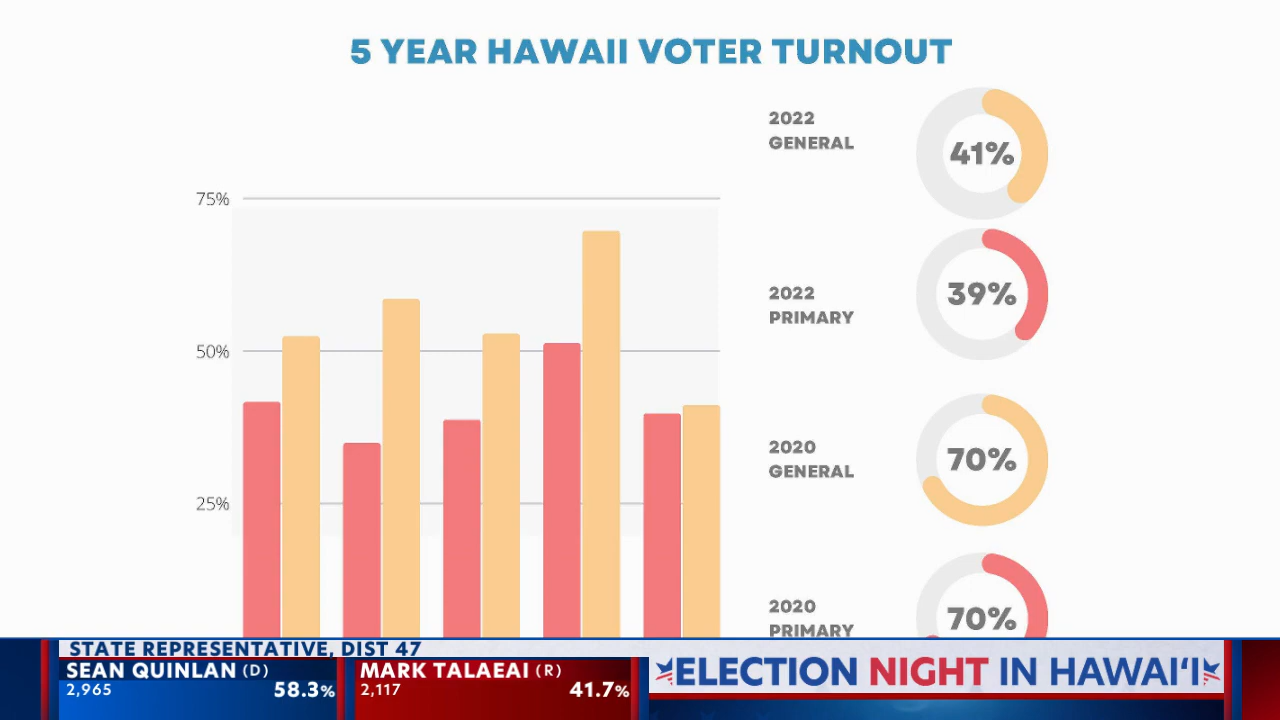 5 YEAR HAWAII VOTER TURNOUT
75%
50%
25%
2022
GENERAL
41%
2022
PRIMARY
39%
2020
GENERAL
70%
2020
PRIMARY
70%
STATE REPRESENTATIVE, DIST 47
SEAN QUINLAN (D)
2,965 58.3%
MARK TALAEAI (R)
2,117 41.7%
ELECTION NIGHT IN HAWAIʻI